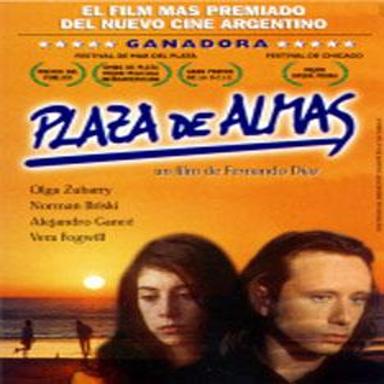 EL FILM MAS PREMIADO
DEL NUEVO CINE ARGENTINO
GANADORA
FESTIVAL DE MAR DEL PLATA
FESTIVAL DE CHICAGO
PLAZA DE ALMAS
un film de Fernando Díaz
Olga Zubarry
Norman Briski
Alejandro Gancé
Vera Fogwill